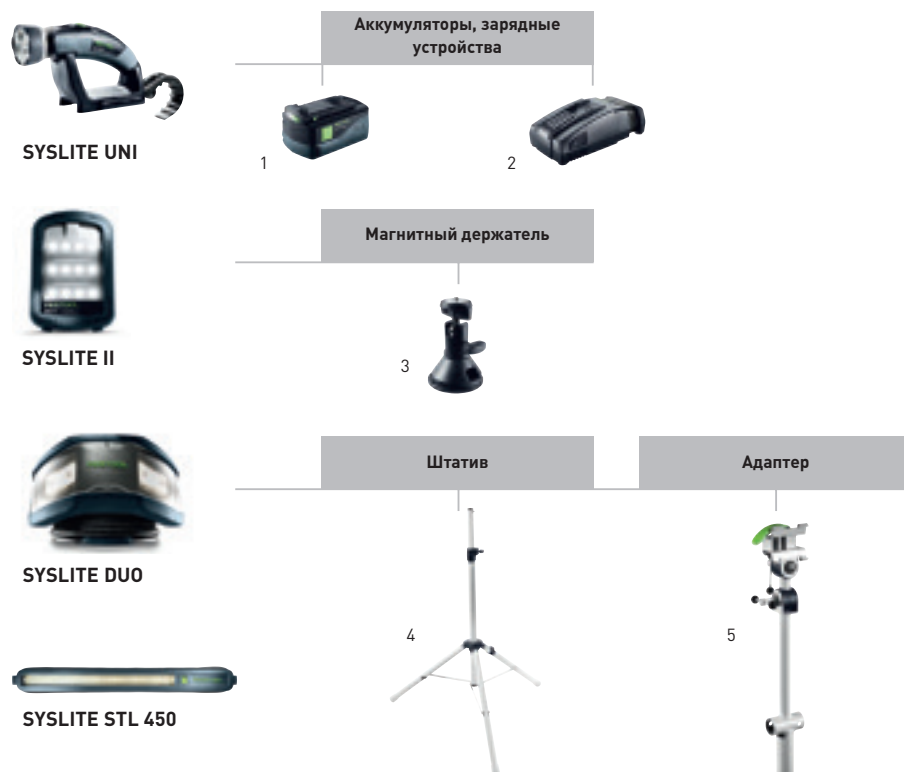 Аккумуляторы, зарядные
устройства
SYSLITE UNI
1
2
Магнитный держатель
SYSLITE II
3
Штатив
Адаптер
SYSLITE DUO
4
5
SYSLITE STL 450